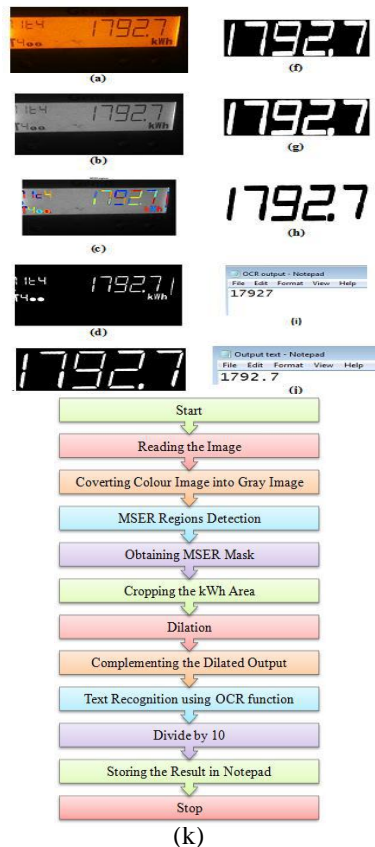 1792.7
kWh
(a)
1792.7
(f)
1792.7
kWh
(b)
1792.7
(g)
1792.7
(c)
1792.7
(h)
1792.7
kWh
(d)
OCR output - Notepad
File Edit Format View Help
17927
(i)
1792.7
Output text - Notepad
File Edit Format View Help
1792.7
(j)
Start
Reading the Image
Coverting Colour Image into Gray Image
MSER Regions Detection
Obtaining MSER Mask
Cropping the kWh Area
Dilation
Complementing the Dilated Output
Text Recognition using OCR function
Divide by 10
Storing the Result in Notepad
Stop
(k)